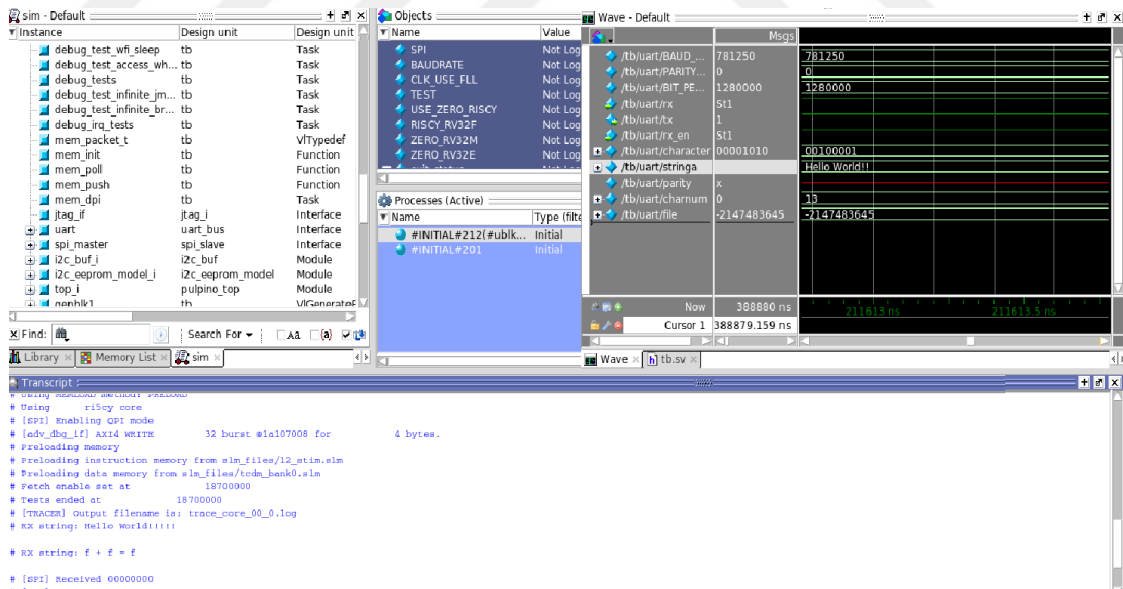 sim - Default
Instance Design unit Design unit
debug_test_wfi_sleep tb Task
debug_test_access_wh... tb Task
debug_tests tb Task
debug_test_infinite_jm... tb Task
debug_test_infinite_br... tb Task
debug_irq_tests tb Task
mem_packet_t tb VlTypedef
mem_init tb Function
mem_poll tb Function
mem_push tb Function
mem_dpi tb Task
jtag_if jtag_i Interface
uart uart_bus Interface
spi_master spi_slave Interface
i2c_buf_i i2c_buf Module
i2c_eeprom_model_i i2c_eeprom_model Module
top_i pulpino_top Module
genblk1 tb VlGenerateE
Find: Search For
Library Memory List sim
Objects
Name Value
SPI Not Log
BAUDRATE Not Log
CLK_USE_FLL Not Log
TEST Not Log
USE_ZERO_RISCY Not Log
RISCY_RV32F Not Log
ZERO_RV32M Not Log
ZERO_RV32E Not Log
Processes (Active)
Name Type (filte
#INITIAL#212(#ublk... Initial
#INITIAL#201 Initial
Wave - Default
Msgs
/tb/uart/BAUD_... 781250 781250
/tb/uart/PARITY... 0 0
/tb/uart/BIT_PE... 1280000 1280000
/tb/uart/rx St1
/tb/uart/tx 1
/tb/uart/rx_en St1
/tb/uart/character 00001010 00100001
/tb/uart/stringa Hello World!!
/tb/uart/parity x
/tb/uart/charnum 0 13
/tb/uart/file -2147483645 -2147483645
Now 388880 ns 211613 ns 211613.5 ns
Cursor 1 388879.159 ns
Wave tb.sv
Transcript
# Using MEMLOAD method: PRELOAD
# Using ri5cy core
# [SPI] Enabling QPI mode
# [adv_dbg_if] AXI4 WRITE 32 burst @1a107008 for 4 bytes.
# Preloading memory
# Preloading instruction memory from slm_files/l2_stim.slm
# Preloading data memory from slm_files/tcdm_bank0.slm
# Fetch enable set at 18700000
# Tests ended at 18700000
# [TRACER] Output filename is: trace_core_00_0.log
# RX string: Hello World!!!!!
# RX string: f + f = f
# [SPI] Received 00000000